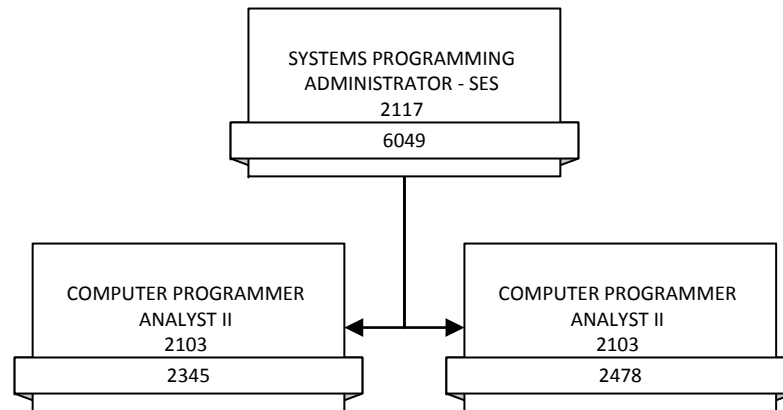 SYSTEMS PROGRAMMING
ADMINISTRATOR - SES
2117
6049
COMPUTER PROGRAMMER
ANALYST II
2103
2345
COMPUTER PROGRAMMER
ANALYST II
2103
2478